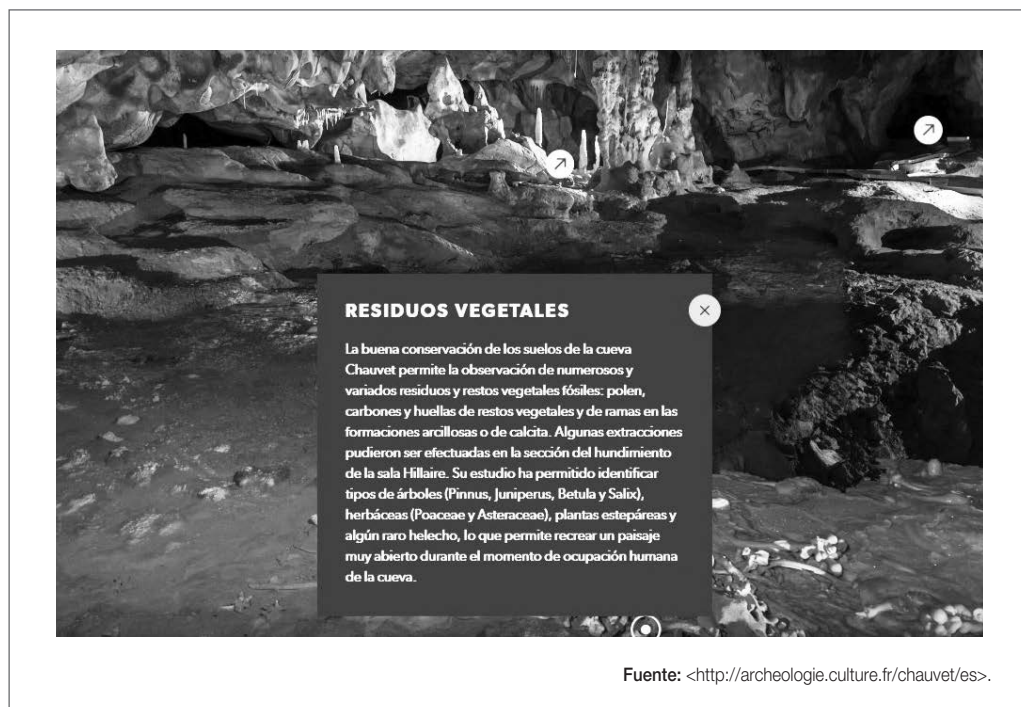 RESIDUOS VEGETALES
La buena conservación de los suelos de la cueva
Chauvet permite la observación de numerosos y
variados residuos y restos vegetales fósiles: polen,
carbones y huellas de restos vegetales y de ramas en las
formaciones arcillosas o de calcita. Algunas extracciones
pudieron ser efectuadas en la sección del hundimiento
de la sala Hillaire. Su estudio ha permitido identificar
tipos de árboles (Pinnus, Juniperus, Betula y Salix),
herbáceas (Poaceae y Asteraceae), plantas estepáreas y
algún raro helecho, lo que permite recrear un paisaje
muy abierto durante el momento de ocupación humana
de la cueva.
Fuente: <http://archeologie.culture.fr/chauvet/es>.